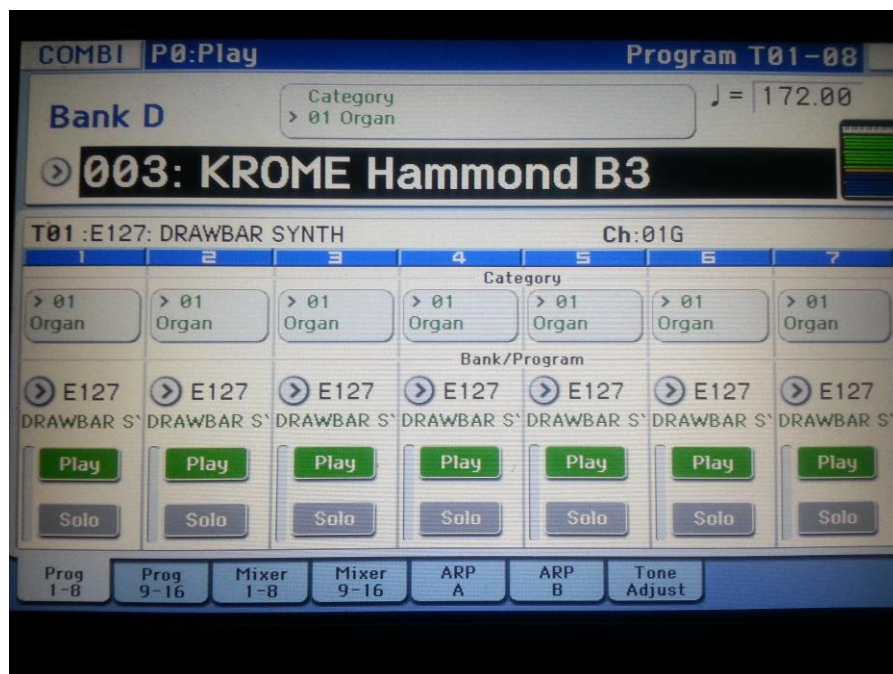 COMBI P0:Play Program T01-08
Category
Bank D > 01 Organ ♩= 172.00
003: KROME Hammond B3
T01 :E127: DRAWBAR SYNTH Ch:01G
1 2 3 4 5 6 7
Category
> 01 > 01 > 01 > 01 > 01 > 01 > 01
Organ Organ Organ Organ Organ Organ Organ
Bank/Program
E127 E127 E127 E127 E127 E127 E127
DRAWBAR S DRAWBAR S DRAWBAR S DRAWBAR S DRAWBAR S DRAWBAR S DRAWBAR S
Play Play Play Play Play Play Play
Solo Solo Solo Solo Solo Solo Solo
Prog Prog Mixer Mixer ARP ARP Tone
1-8 9-16 1-8 9-16 A B Adjust